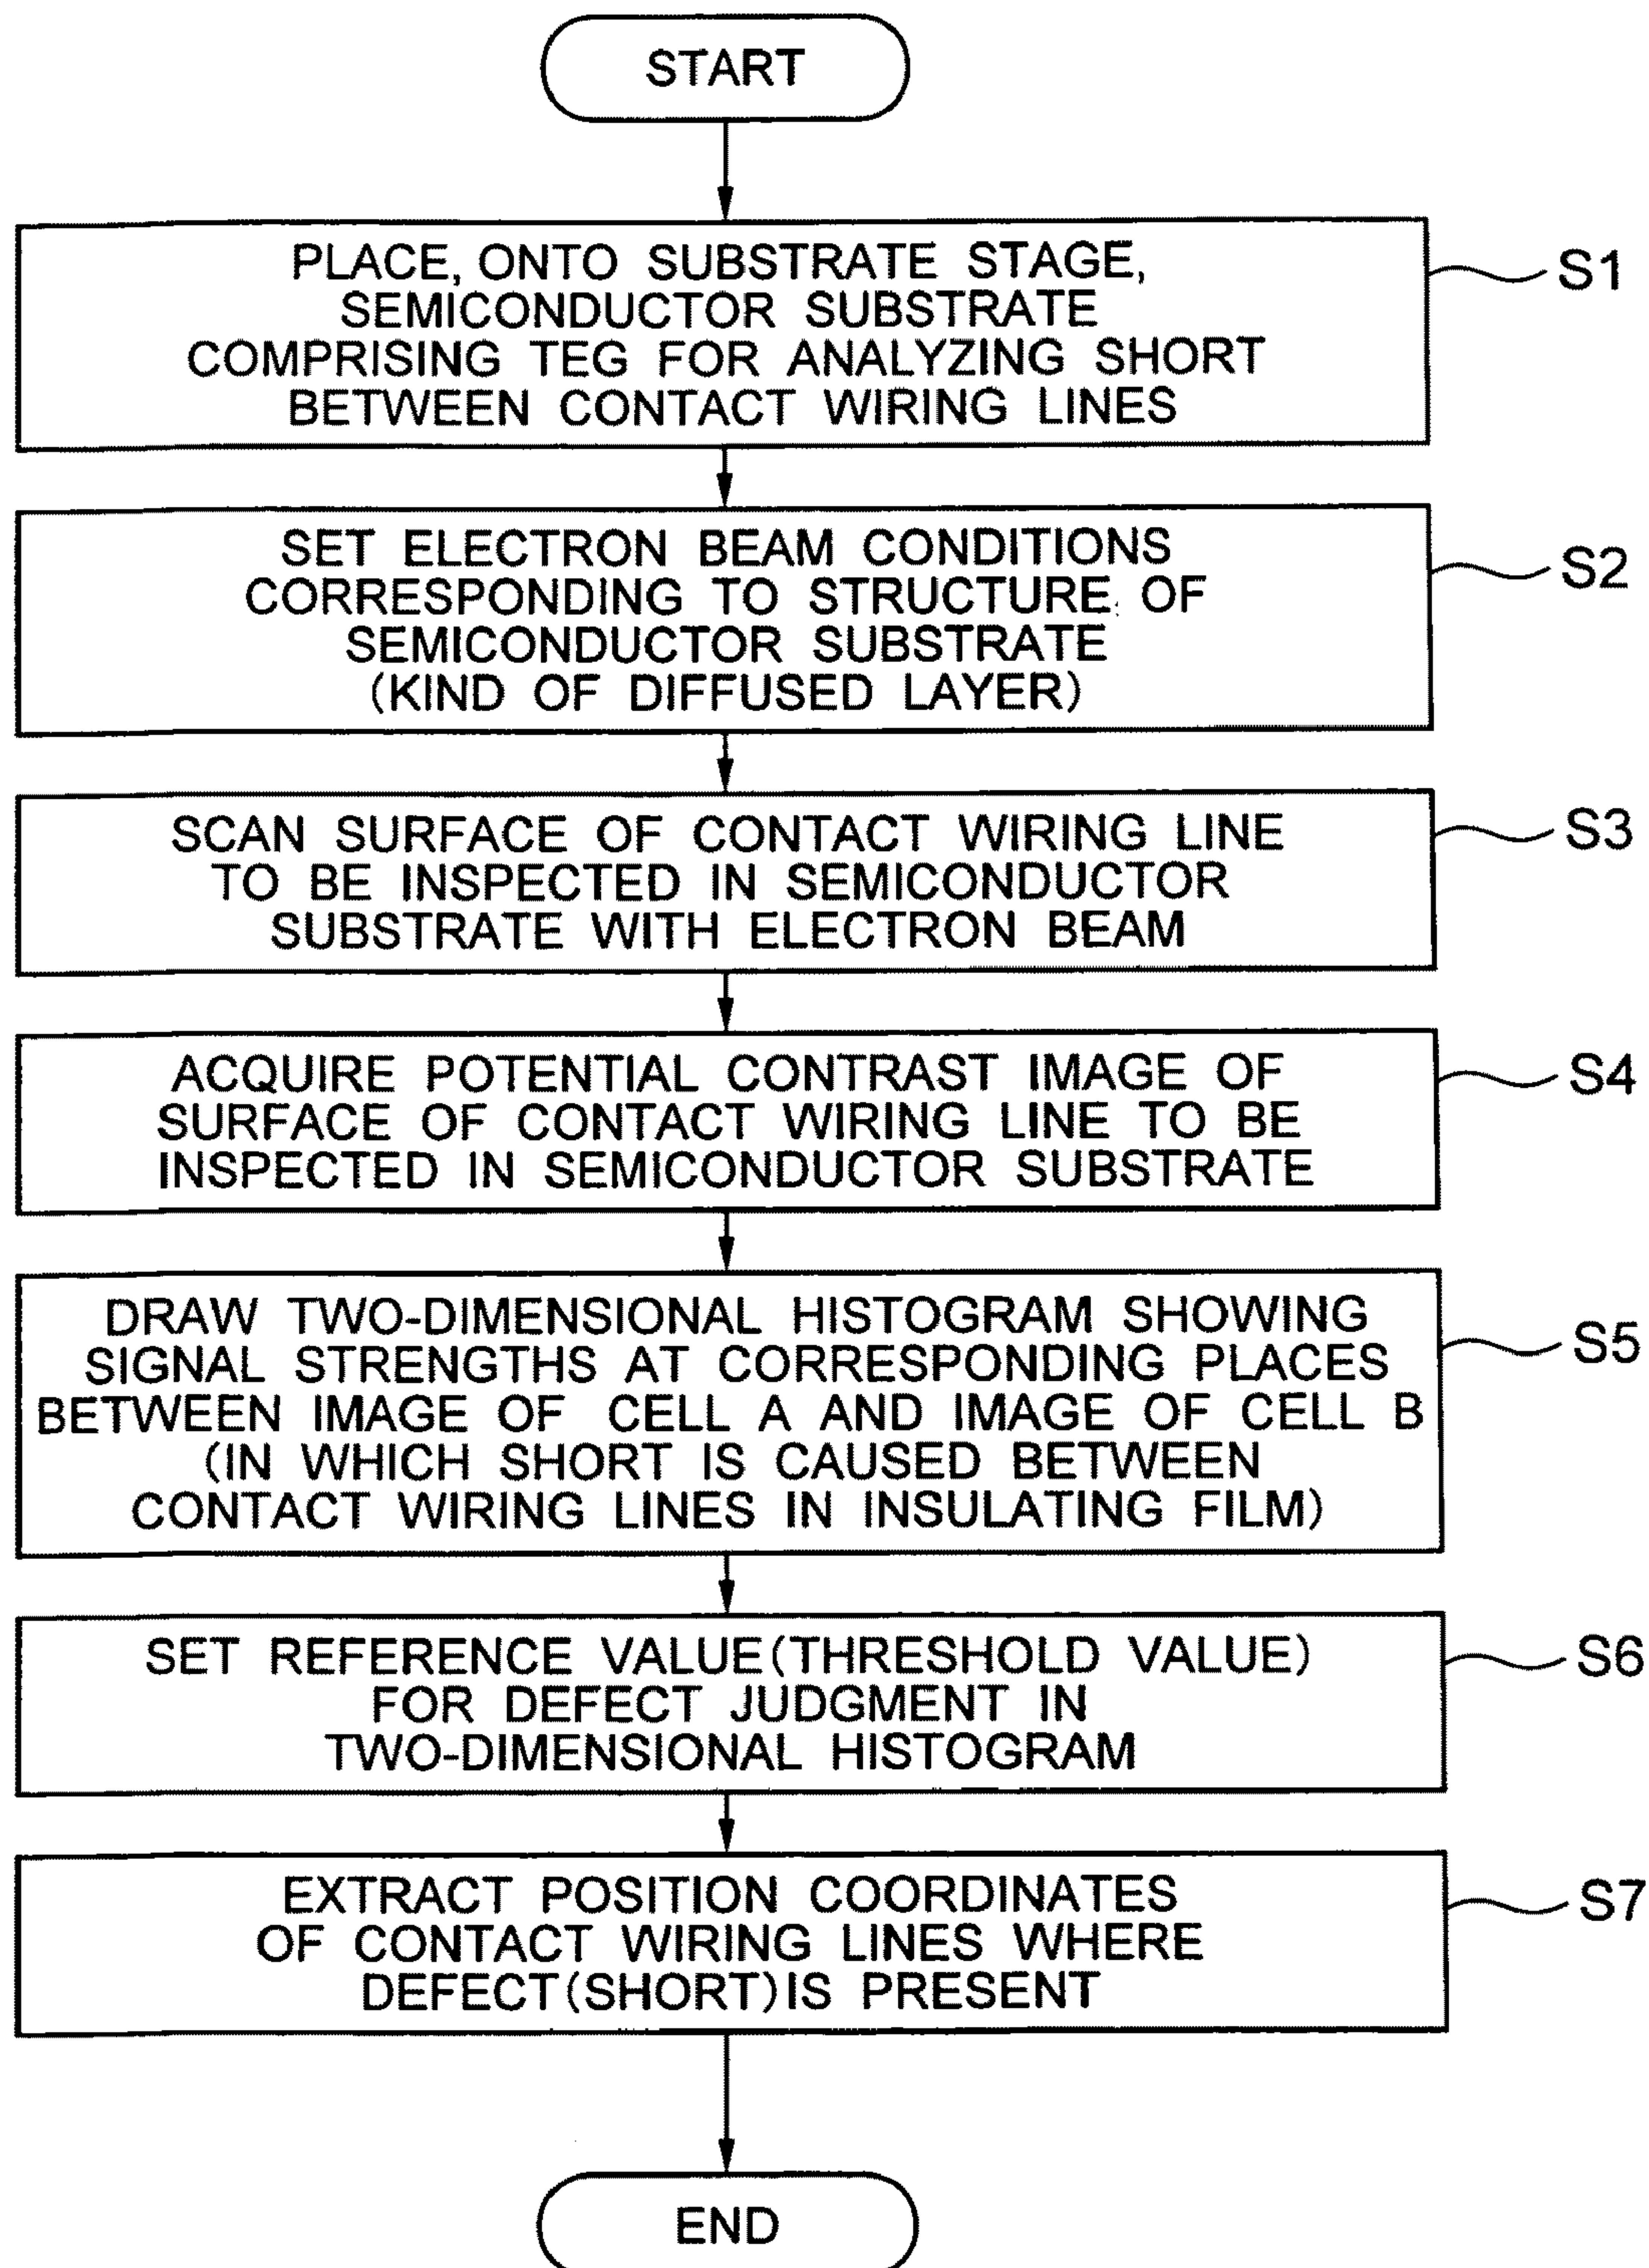 START
PLACE, ONTO SUBSTRATE STAGE,
SEMICONDUCTOR SUBSTRATE
COMPRISING TEG FOR ANALYZING SHORT
BETWEEN CONTACT WIRING LINES
S1
SET ELECTRON BEAM CONDITIONS
CORRESPONDING TO STRUCTURE OF
SEMICONDUCTOR SUBSTRATE
(KIND OF DIFFUSED LAYER)
S2
SCAN SURFACE OF CONTACT WIRING LINE
TO BE INSPECTED IN SEMICONDUCTOR
SUBSTRATE WITH ELECTRON BEAM
S3
ACQUIRE POTENTIAL CONTRAST IMAGE OF
SURFACE OF CONTACT WIRING LINE TO BE
INSPECTED IN SEMICONDUCTOR SUBSTRATE
S4
DRAW TWO-DIMENSIONAL HISTOGRAM SHOWING
SIGNAL STRENGTHS AT CORRESPONDING PLACES
BETWEEN IMAGE OF CELL A AND IMAGE OF CELL B
(IN WHICH SHORT IS CAUSED BETWEEN
CONTACT WIRING LINES IN INSULATING FILM)
S5
SET REFERENCE VALUE(THRESHOLD VALUE)
FOR DEFECT JUDGMENT IN
TWO-DIMENSIONAL HISTOGRAM
S6
EXTRACT POSITION COORDINATES
OF CONTACT WIRING LINES WHERE
DEFECT(SHORT)IS PRESENT
S7
END